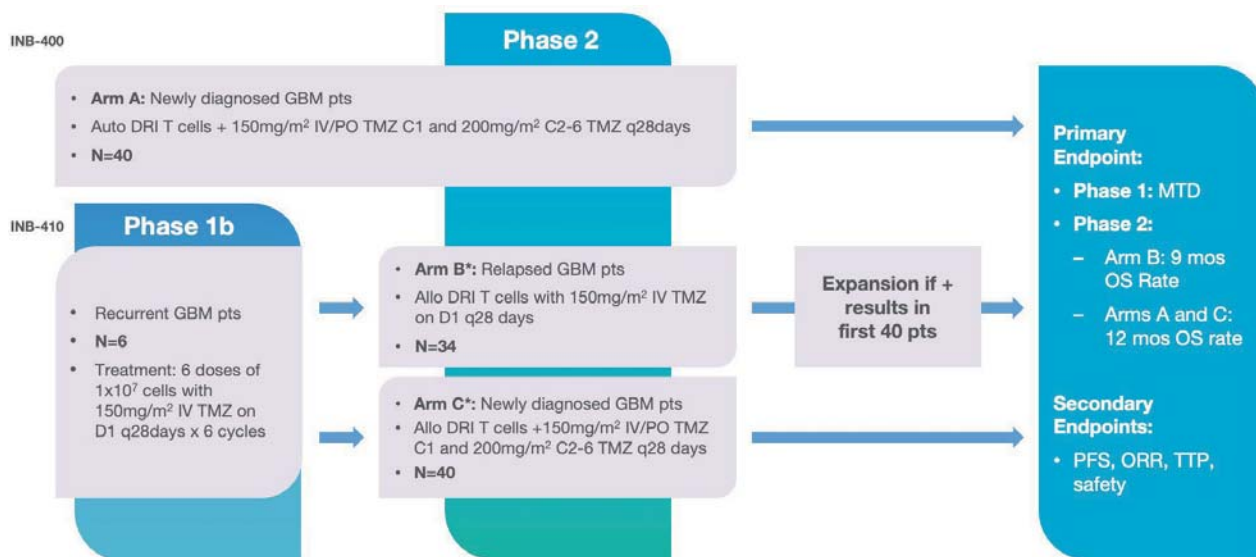 INB-400
Phase 2
• Arm A: Newly diagnosed GBM pts
• Auto DRI T cells + 150mg/m² IV/PO TMZ C1 and 200mg/m² C2-6 TMZ q28days
• N=40
INB-410
Phase 1b
• Recurrent GBM pts
• N=6
• Treatment: 6 doses of
1x10⁷ cells with
150mg/m² IV TMZ on
D1 q28days x 6 cycles
• Arm B*: Relapsed GBM pts
• Allo DRI T cells with 150mg/m² IV TMZ
on D1 q28 days
• N=34
Expansion if +
results in
first 40 pts
• Arm C*: Newly diagnosed GBM pts
• Allo DRI T cells +150mg/m² IV/PO TMZ
C1 and 200mg/m² C2-6 TMZ q28 days
• N=40
Primary
Endpoint:
• Phase 1: MTD
• Phase 2:
– Arm B: 9 mos
OS Rate
– Arms A and C:
12 mos OS rate
Secondary
Endpoints:
• PFS, ORR, TTP,
safety